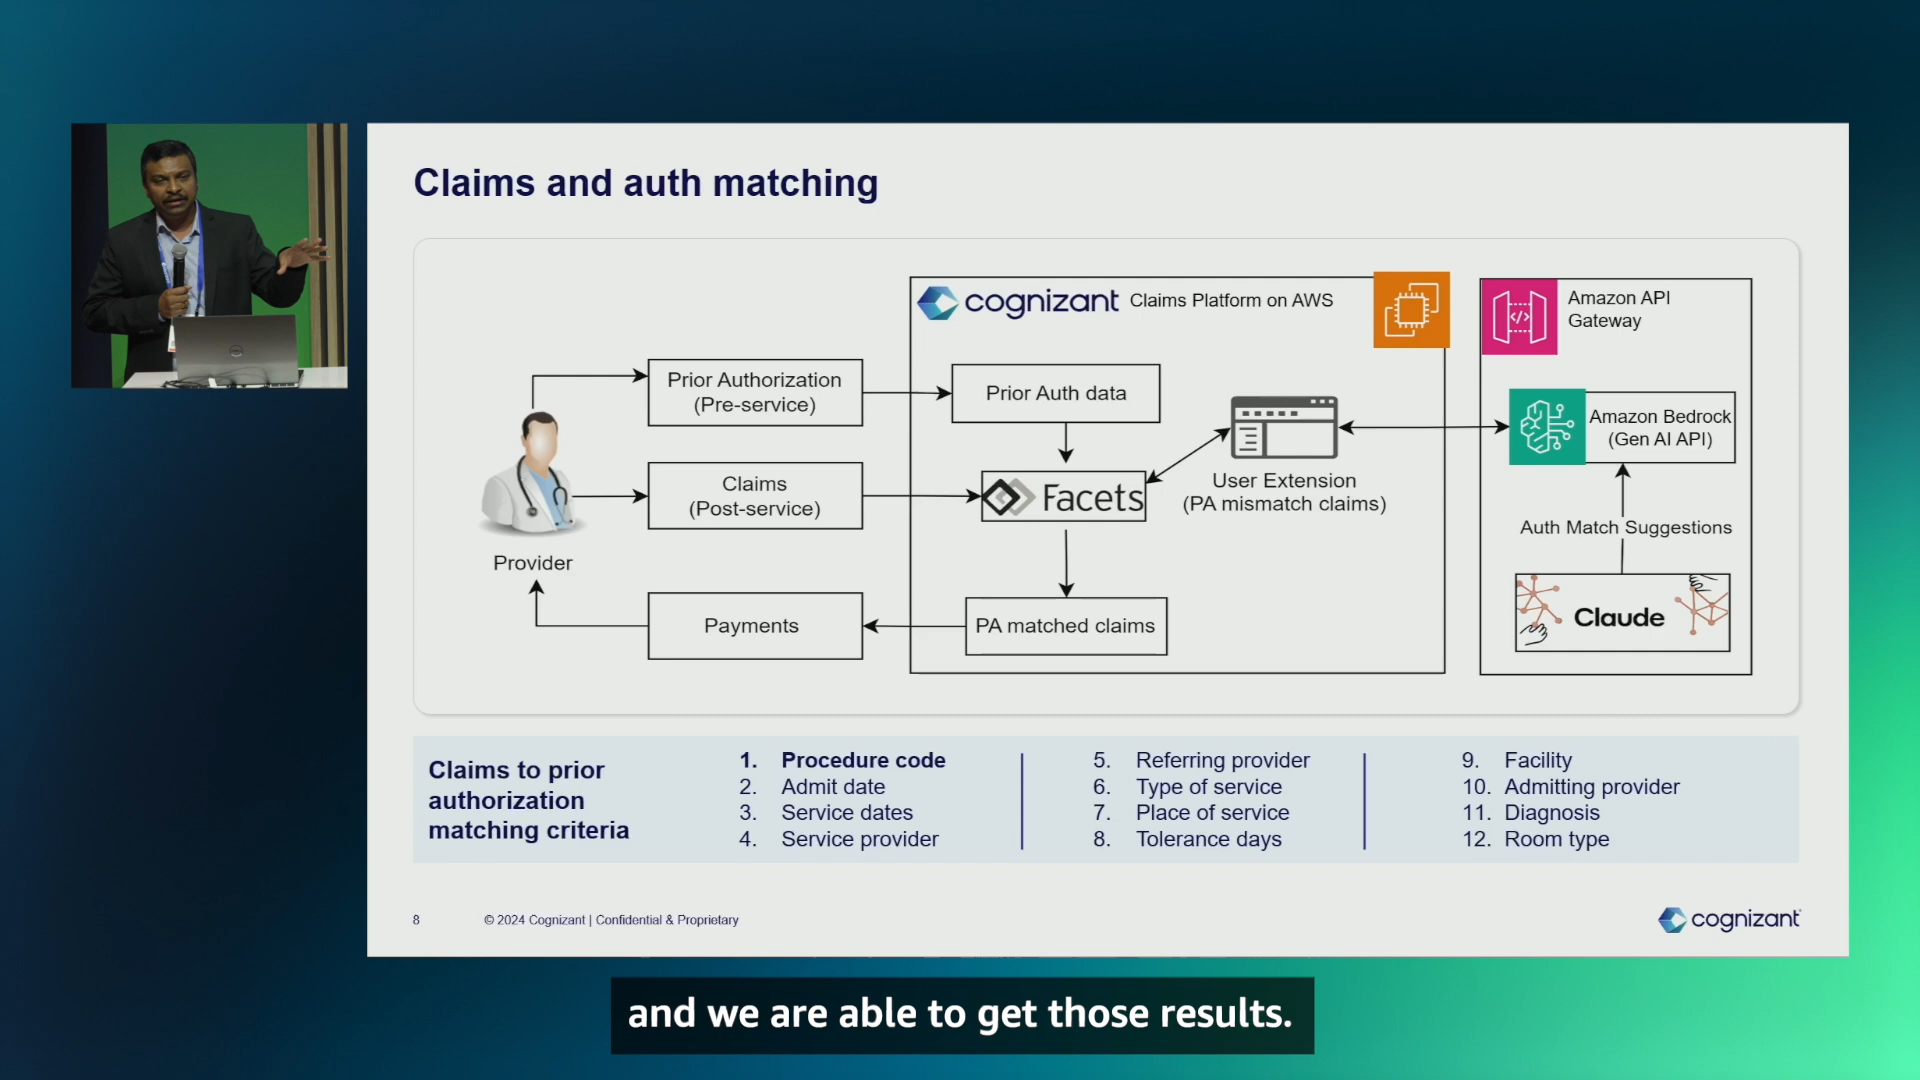 Claims and auth matching
cognizant Claims Platform on AWS
Amazon API
Gateway
Prior Authorization
(Pre-service)
Prior Auth data
Amazon Bedrock
(Gen AI API)
Claims
(Post-service)
Facets
User Extension
(PA mismatch claims)
Auth Match Suggestions
Provider
Payments
PA matched claims
Claude
Claims to prior
authorization
matching criteria
1. Procedure code
2. Admit date
3. Service dates
4. Service provider
5. Referring provider
6. Type of service
7. Place of service
8. Tolerance days
9. Facility
10. Admitting provider
11. Diagnosis
12. Room type
8
© 2024 Cognizant | Confidential & Proprietary
cognizant
and we are able to get those results.